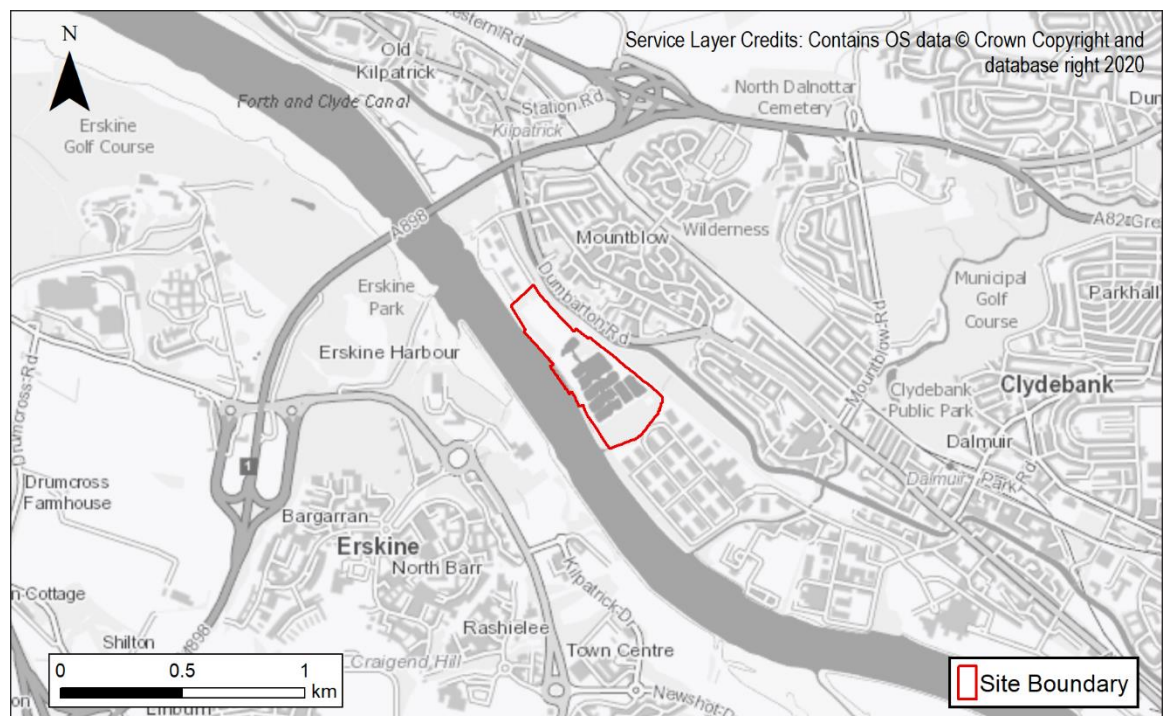 N
Service Layer Credits: Contains OS data © Crown Copyright and
database right 2020
Old
Kilpatrick
Station Rd
North Dalnottar
Cemetery
Forth and Clyde Canal
Kilpatrick
Erskine
Golf Course
A898
Mountblow
Wilderness
A82
Municipal
Golf
Course
Parkhall
Erskine
Park
Dumbarton Rd
Mountblow Rd
Erskine Harbour
Clydebank
Clydebank
Public Park
Drumcross Rd
Dalmuir
Dalmuir
Park Rd
1
Drumcross
Farmhouse
Bargarran
Erskine
North Barr
Kilpatrick Dr
Rashielee
Shilton
Town Centre
Craigend Hill
0 0.5 1
km
Site Boundary